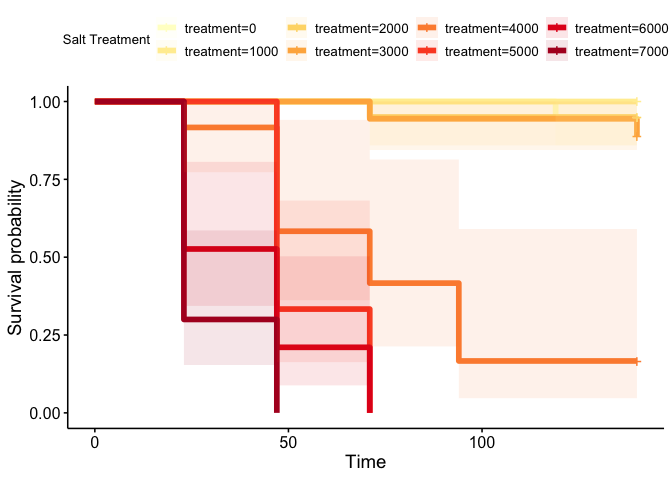 Salt Treatment
treatment=0 treatment=2000 treatment=4000 treatment=6000
treatment=1000 treatment=3000 treatment=5000 treatment=7000
Survival probability
1.00
0.75
0.50
0.25
0.00
0 50 100
Time